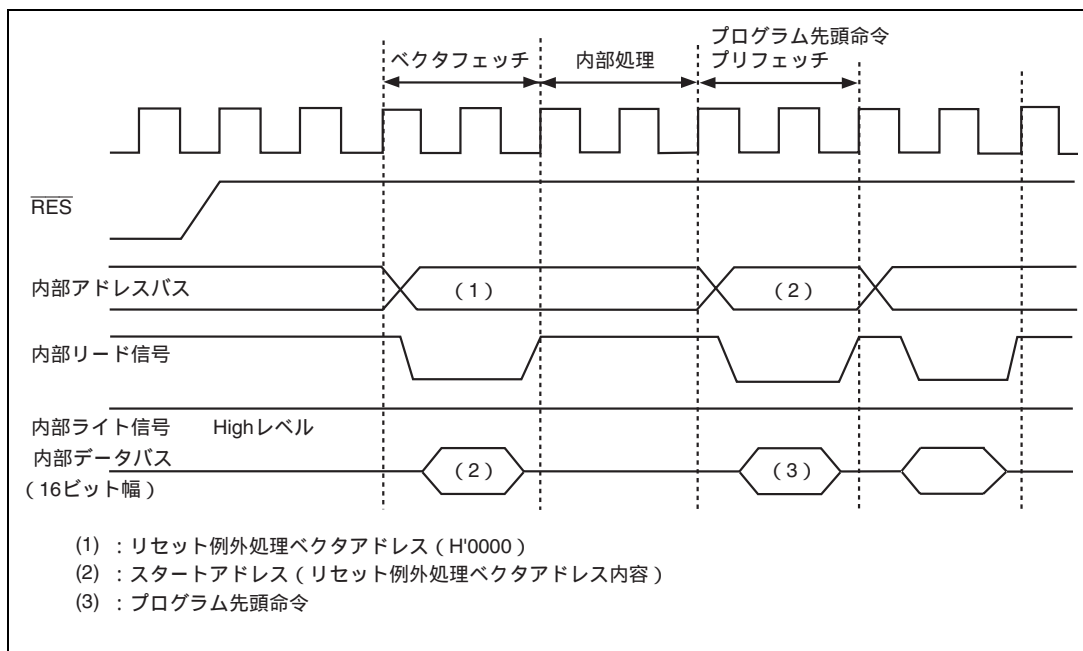 プログラム先頭命令
ベクタフェッチ 内部処理 プリフェッチ
RES
内部アドレスバス (1) (2)
内部リード信号
内部ライト信号 Highレベル
内部データバス
(16ビット幅) (2) (3)
(1) : リセット例外処理ベクタアドレス(H'0000)
(2) : スタートアドレス(リセット例外処理ベクタアドレス内容)
(3) : プログラム先頭命令